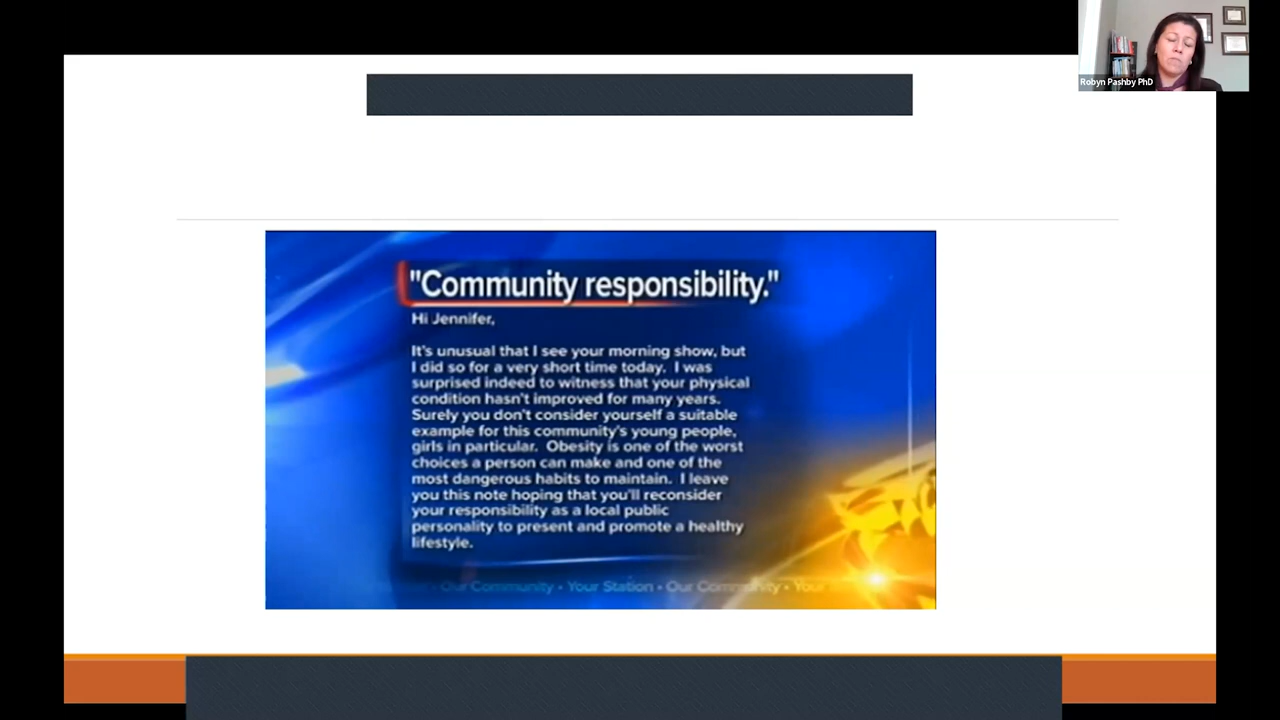 Robyn Pashby PhD
"Community responsibility."
Hi Jennifer,
It's unusual that I see your morning show, but
I did so for a very short time today. I was
surprised indeed to witness that your physical
condition hasn't improved for many years.
Surely you don't consider yourself a suitable
example for this community's young people,
girls in particular. Obesity is one of the worst
choices a person can make and one of the
most dangerous habits to maintain. I leave
you this note hoping that you'll reconsider
your responsibility as a local public
personality to present and promote a healthy
lifestyle.
Our Community • Your Station • Our Community • Your